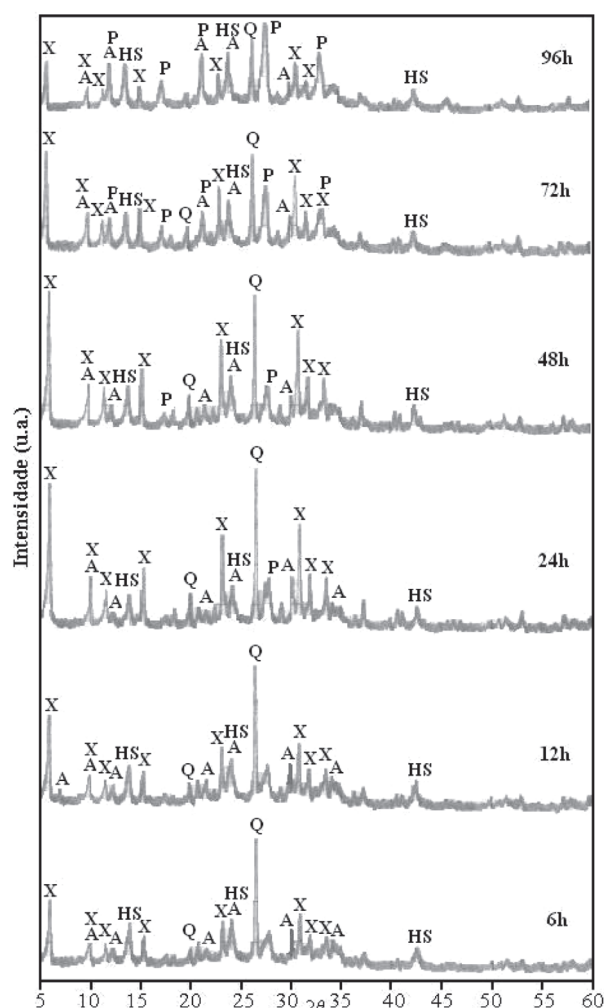 P HS Q P
X P A A P
X A HS X X 96h
A X X P X A X HS
Q
X P HS X P
X P P X A P X 72h
A X A HS X P Q A A X HS
X Q
X X
X X HS X X 48h
A X HS A P X
A P Q A A HS
Q
X
X X
X X HS P A X X 24h
A X HS Q A HS
A A
Q
X
X X HS X 12h
X HS X A A X X
A A X A Q A A HS
Q
X HS HS X
X X X A X X 6h
A X A Q A A A HS
Intensidade (u.a.)
5 10 15 20 25 30 35 40 45 50 55 60
2θ